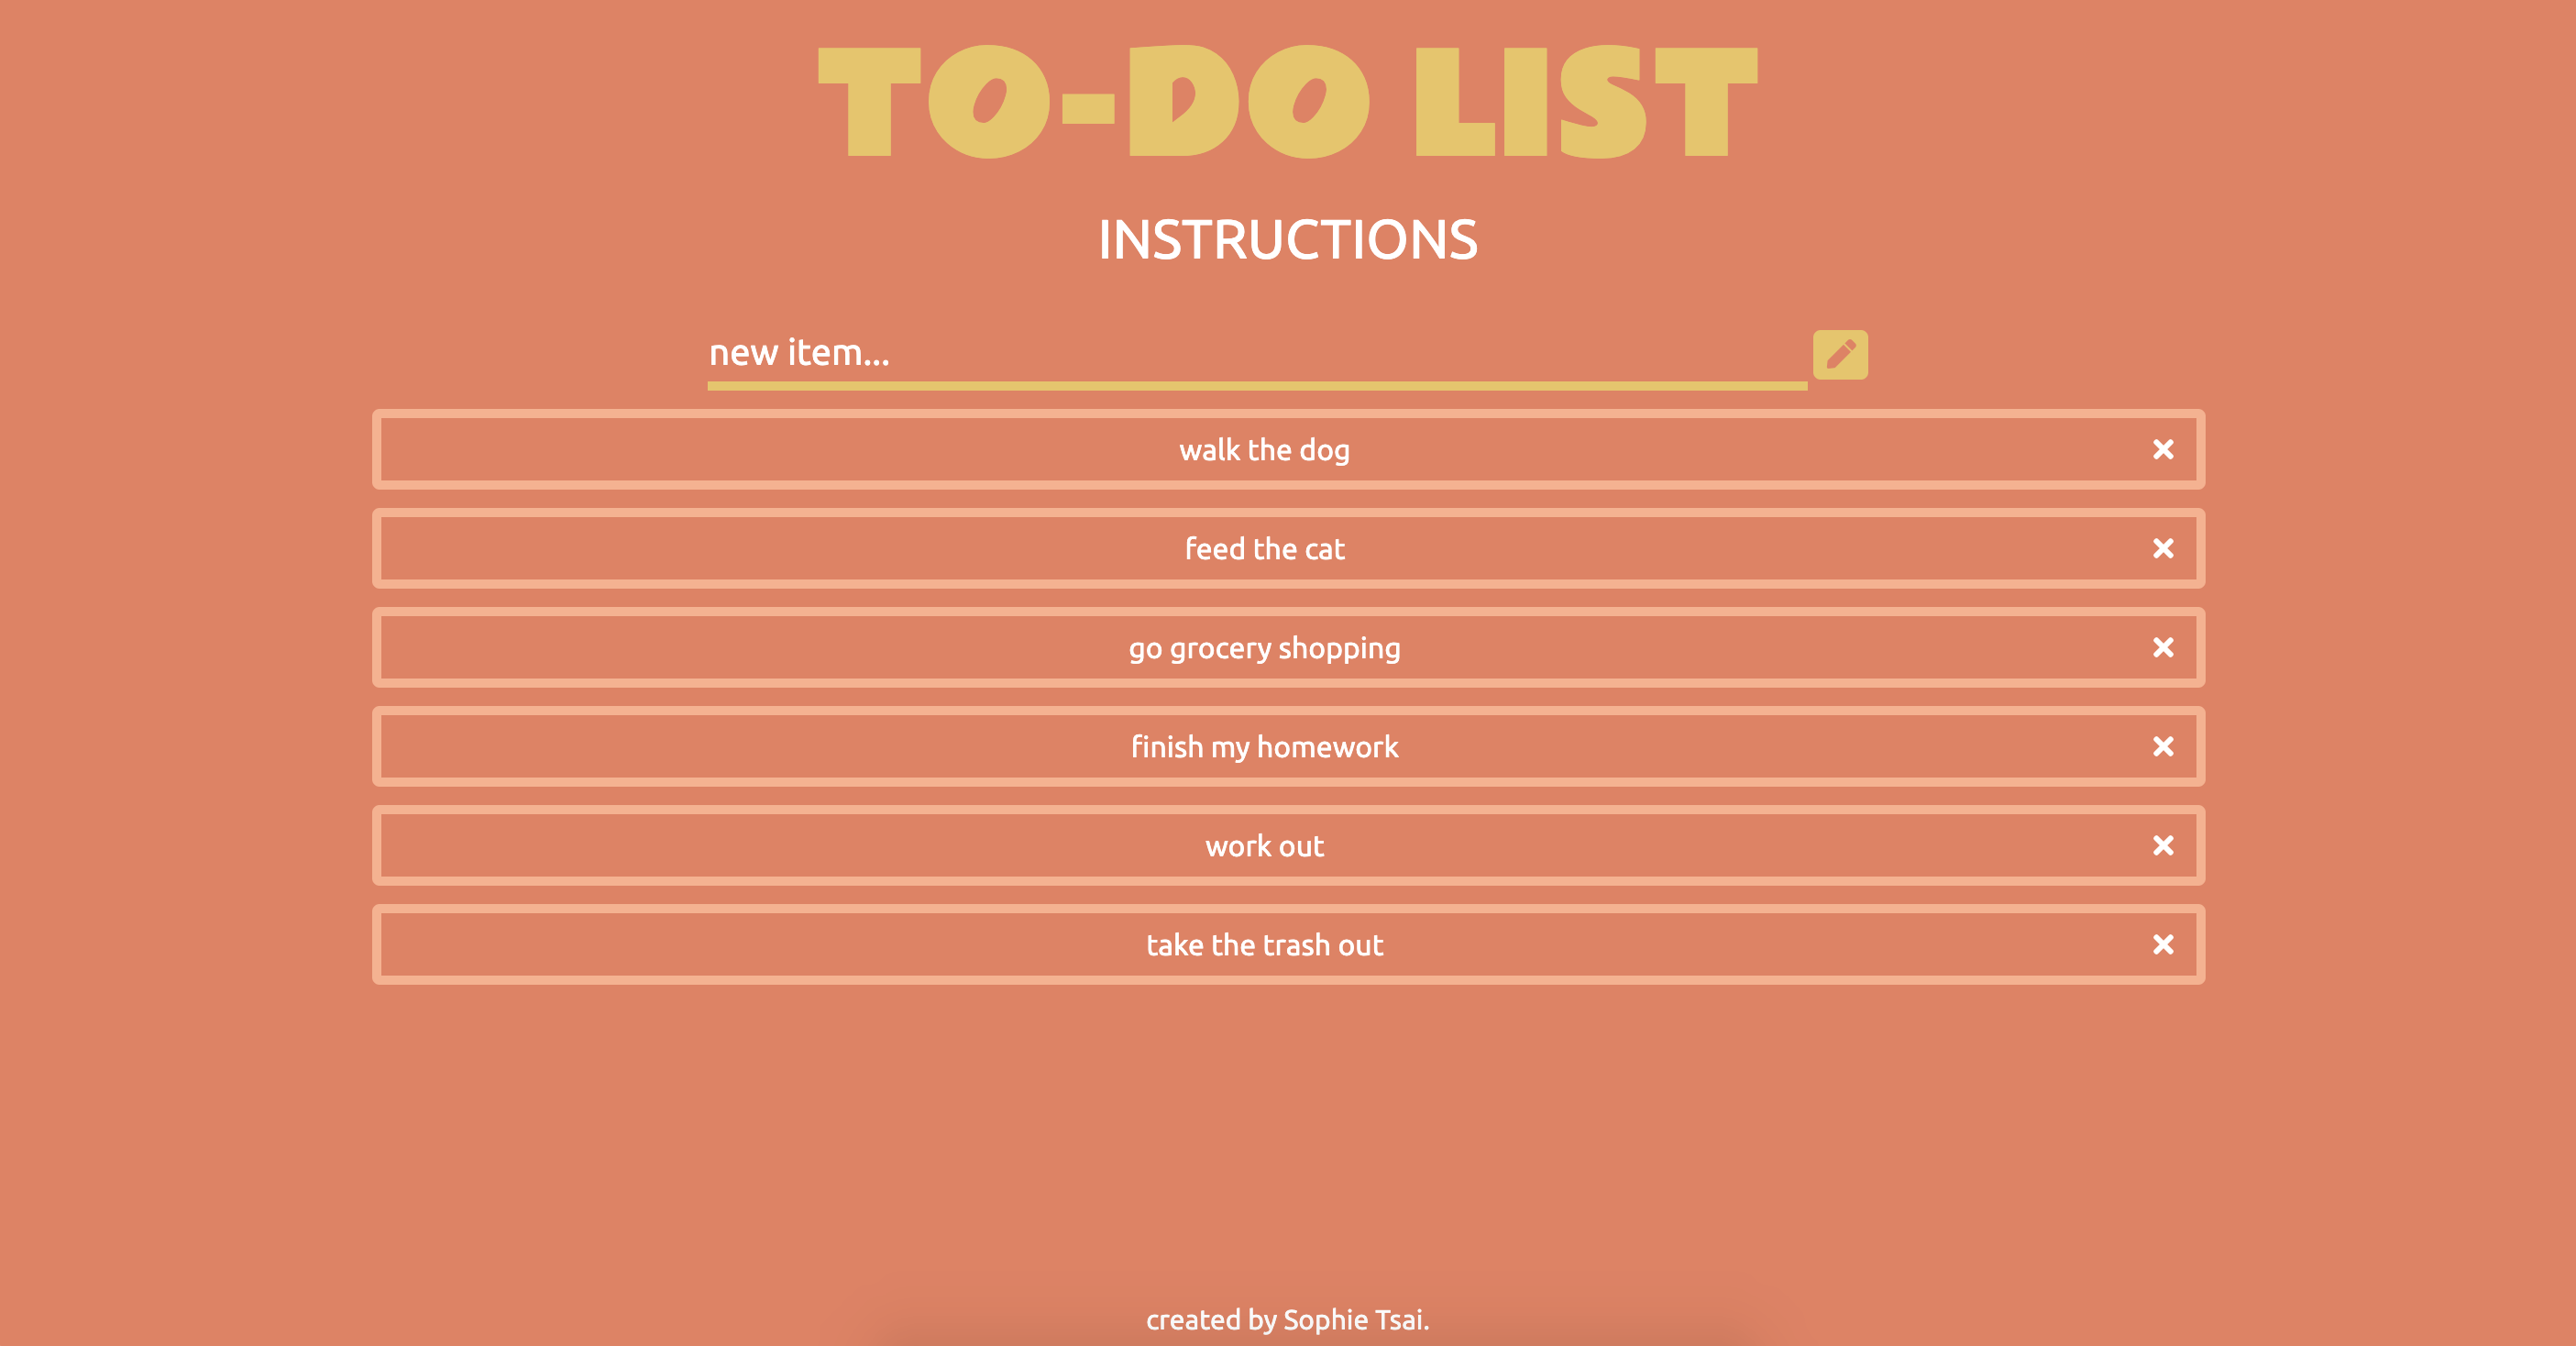 TO-DO LIST
INSTRUCTIONS
new item...
walk the dog
feed the cat
go grocery shopping
finish my homework
work out
take the trash out
created by Sophie Tsai.